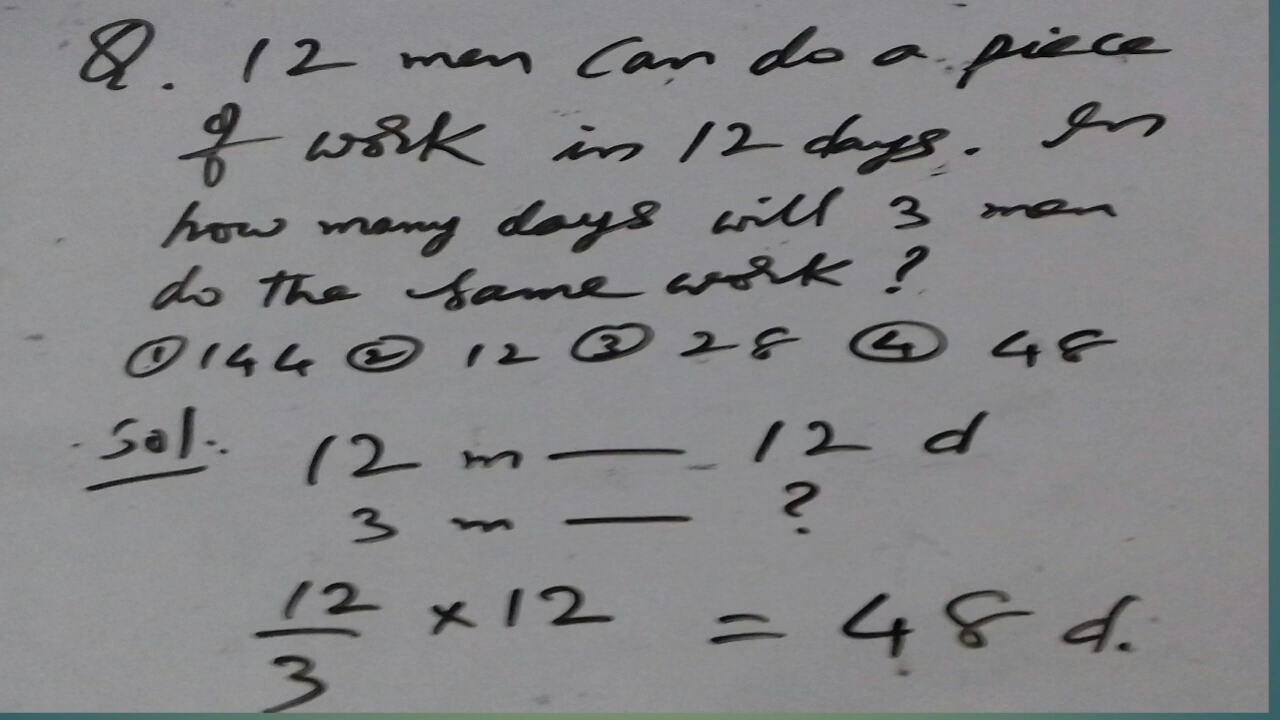 Q. 12 men can do a piece
of work in 12 days. In
how many days will 3 men
do the same work ?
① 144 ② 12 ③ 28 ④ 48
Sol. 12 m — 12 d
3 m — ?
12/3 × 12 = 48 d.